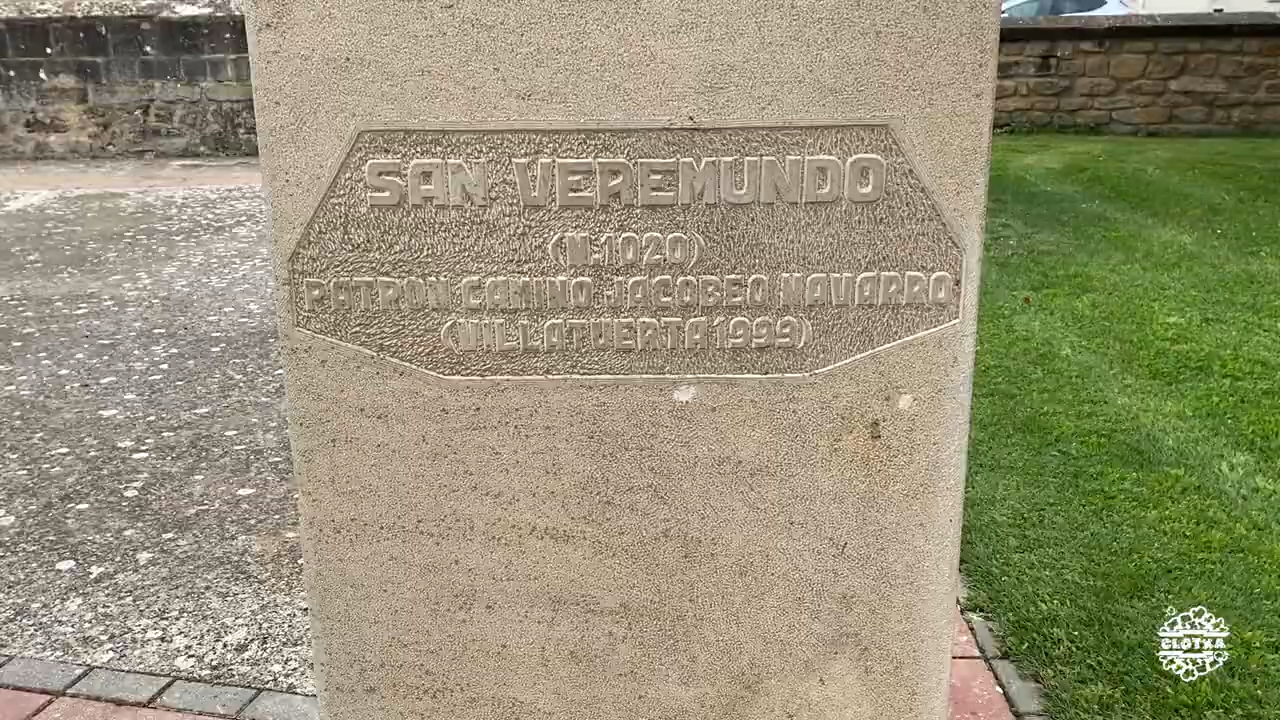 SAN VEREMUNDO
(N.1020)
PATRON CAMINO JACOBEO NAVARRO
(VILLATUERTA 1999)
CLOTXA